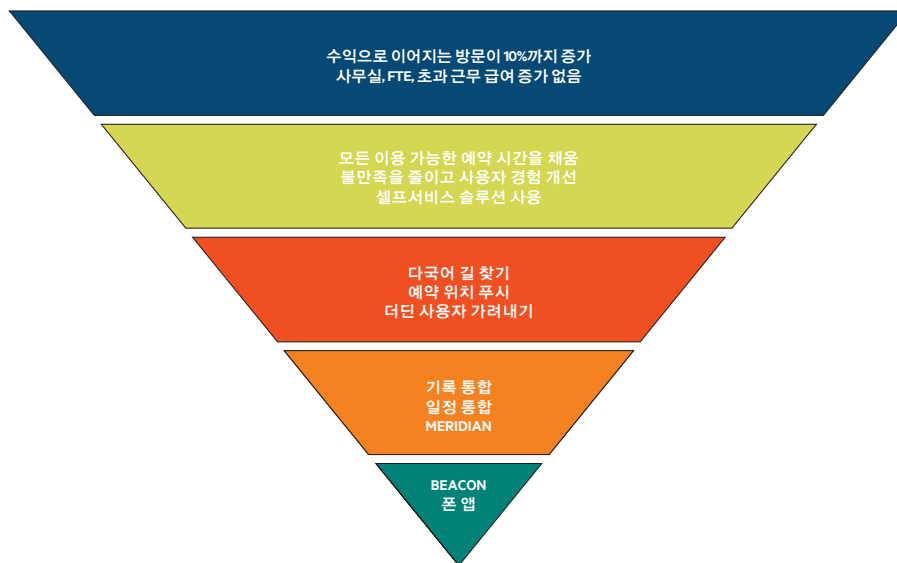 수익으로 이어지는 방문이 10%까지 증가
사무실, FTE, 초과 근무 급여 증가 없음
모든 이용 가능한 예약 시간을 채움
불만족을 줄이고 사용자 경험 개선
셀프서비스 솔루션 사용
다국어 길 찾기
예약 위치 푸시
더딘 사용자 가려내기
기록 통합
일정 통합
MERIDIAN
BEACON
폰 앱